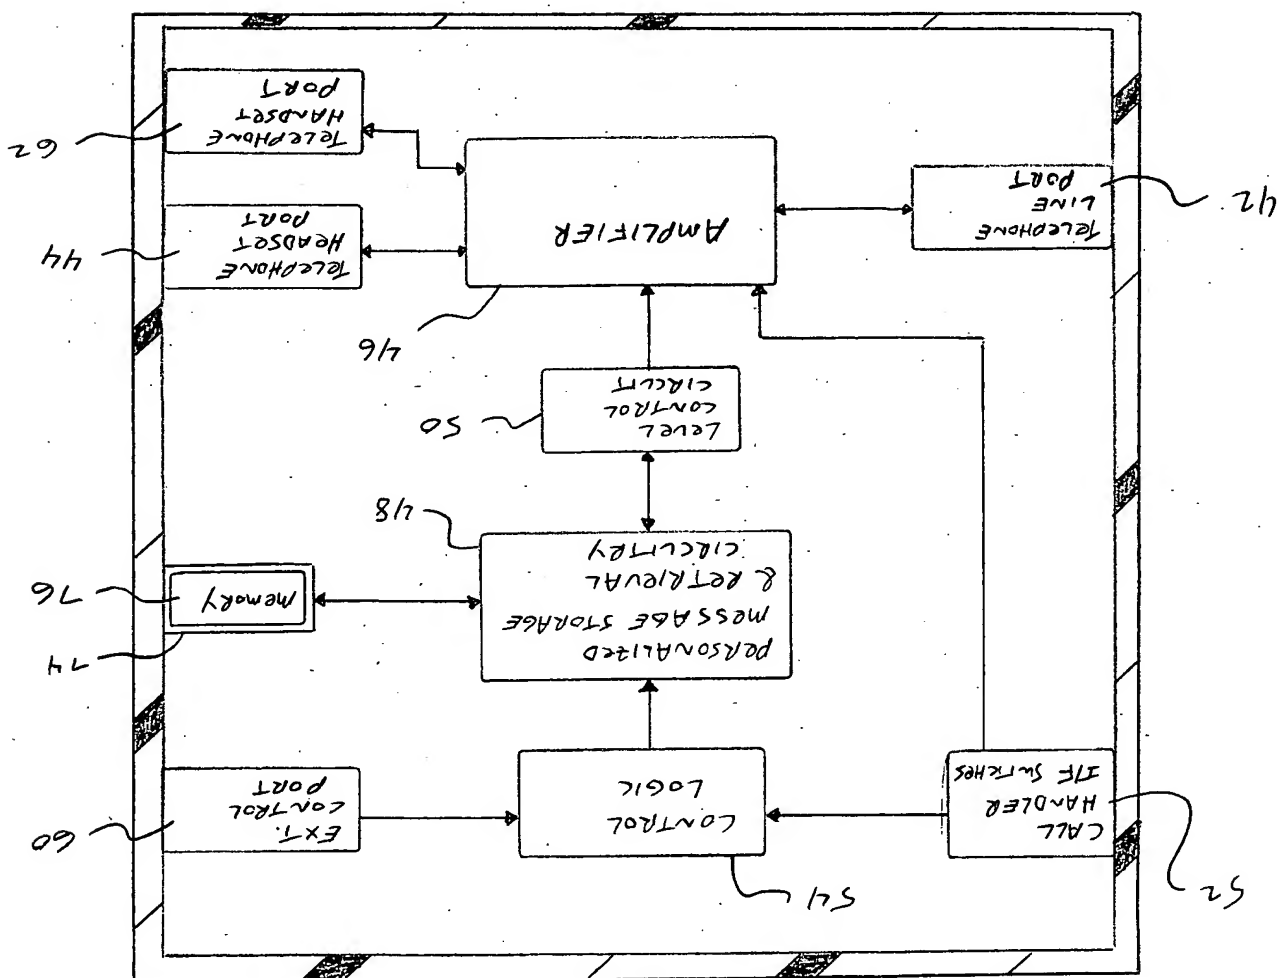 54
52
CALL
HANDLER
I/F SWITCHES
CONTROL
LOGIC
EXT.
CONTROL
PORT
60
PERSONALIZED
MESSAGE STORAGE
& RETRIEVAL
CIRCUITRY
48
74
MEMORY
76
LEVEL
CONTROL
CIRCUIT
50
46
AMPLIFIER
TELEPHONE
LINE
PORT
42
TELEPHONE
HEADSET
PORT
44
TELEPHONE
HANDSET
PORT
62